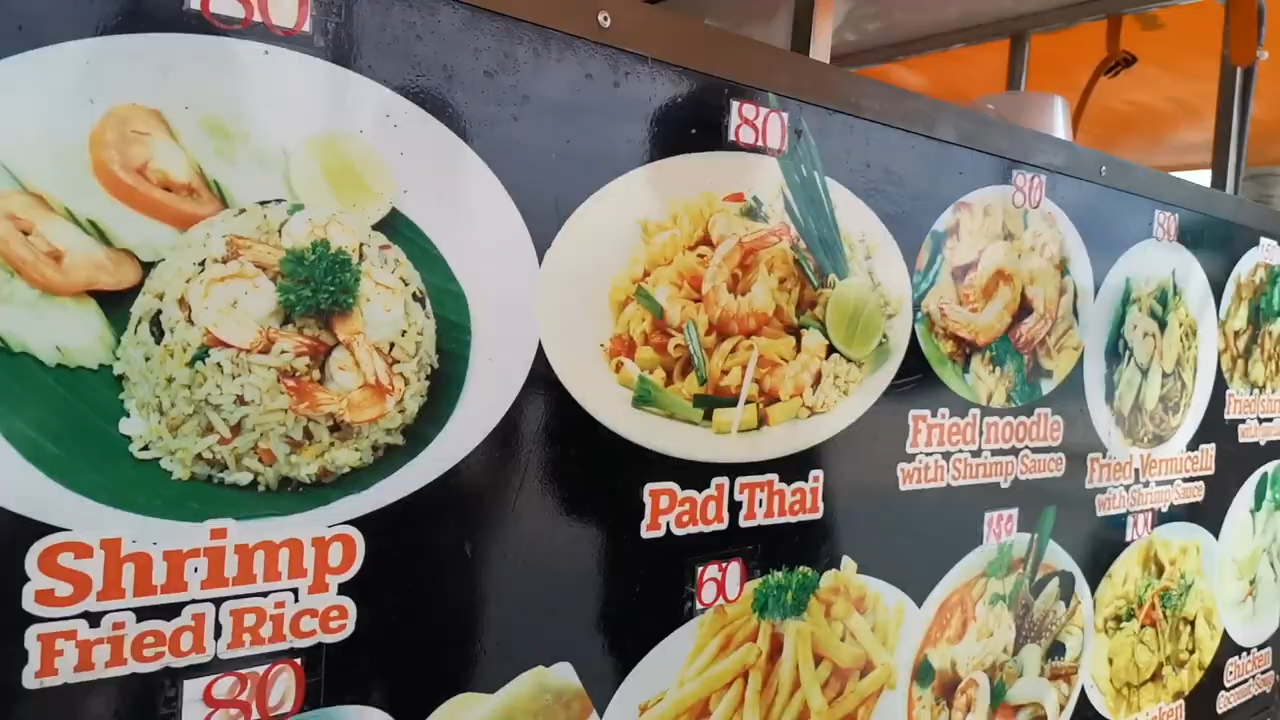 80
80
80
80
Shrimp
Fried Rice
Pad Thai
Fried noodle
with Shrimp Sauce
Fried Vermicelli
with Shrimp Sauce
Fried
80
60
100
Chicken
Coconut Soup